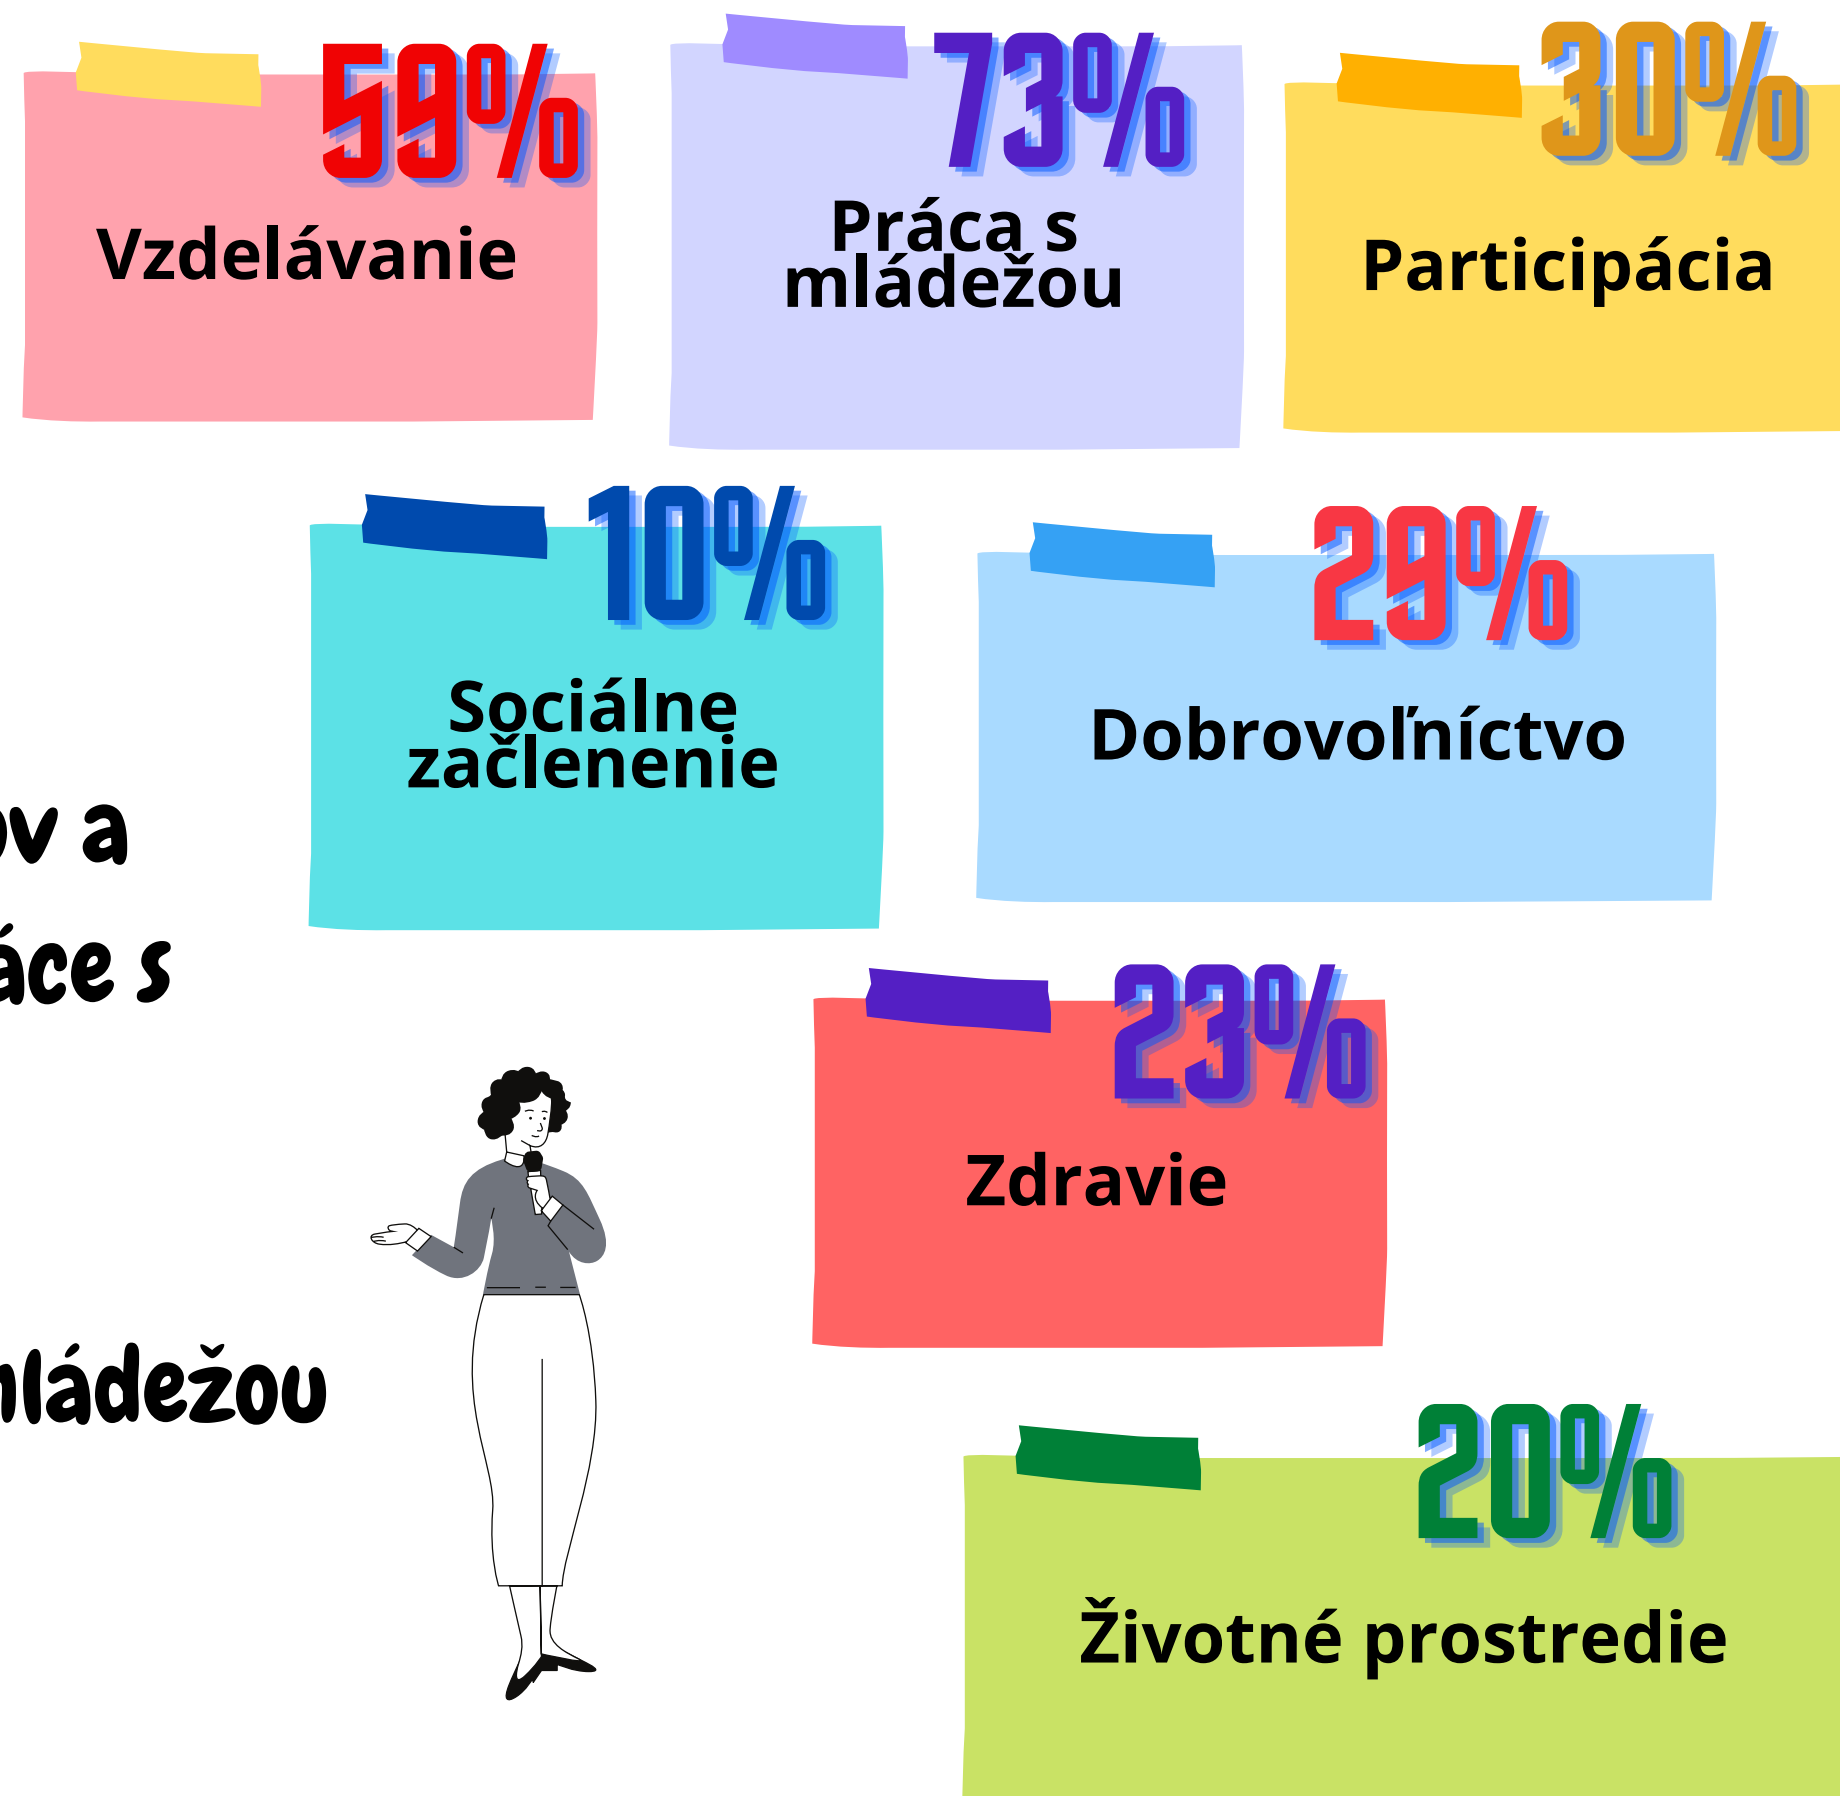 59%
Vzdelávanie
73%
Práca s
mládežou
30%
Participácia
10%
Sociálne
začlenenie
29%
Dobrovoľníctvo
ov a
áce s
23%
Zdravie
mládežou
20%
Životné prostredie